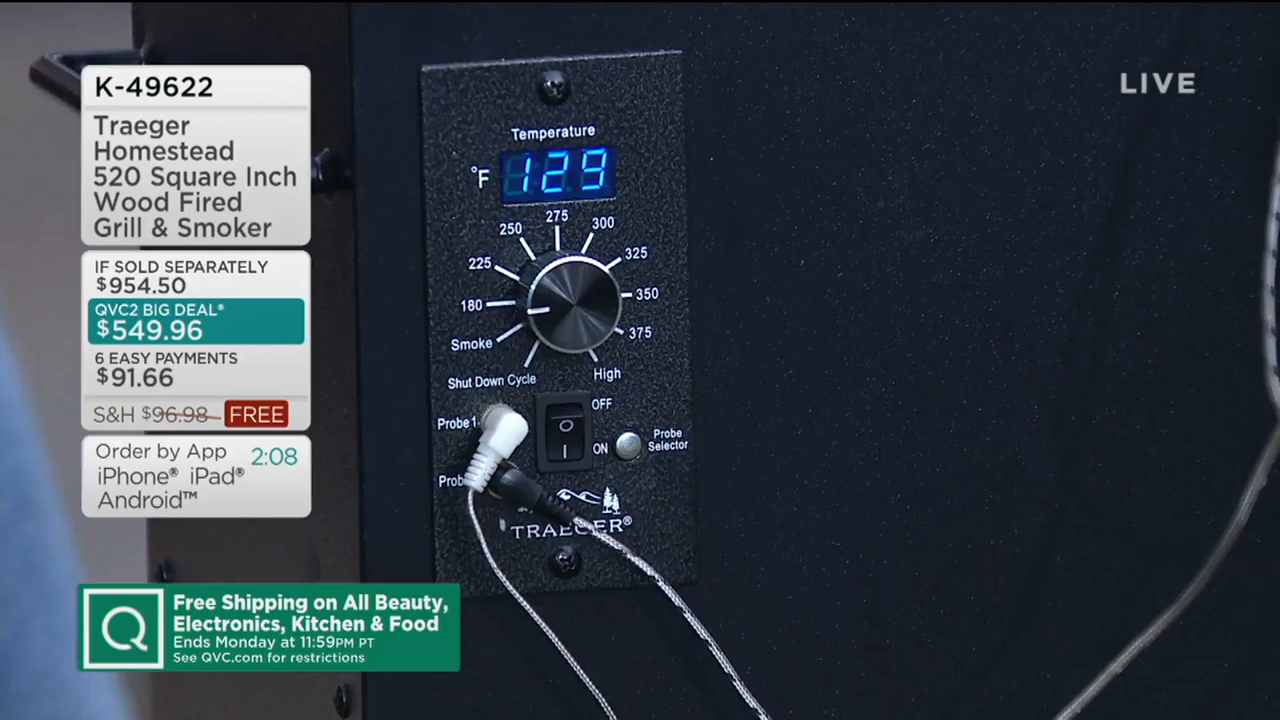 K-49622
Traeger
Homestead
520 Square Inch
Wood Fired
Grill & Smoker
IF SOLD SEPARATELY
$954.50
QVC2 BIG DEAL®
$549.96
6 EASY PAYMENTS
$91.66
S&H $96.98 FREE
Order by App 2:08
iPhone® iPad®
Android™
LIVE
Temperature
°F 129
275
250 300
225 325
180 350
Smoke 375
Shut Down Cycle High
OFF
Probe 1
O
ON Probe Selector
I
Prob
TRAEGER®
Q
Free Shipping on All Beauty,
Electronics, Kitchen & Food
Ends Monday at 11:59PM PT
See QVC.com for restrictions